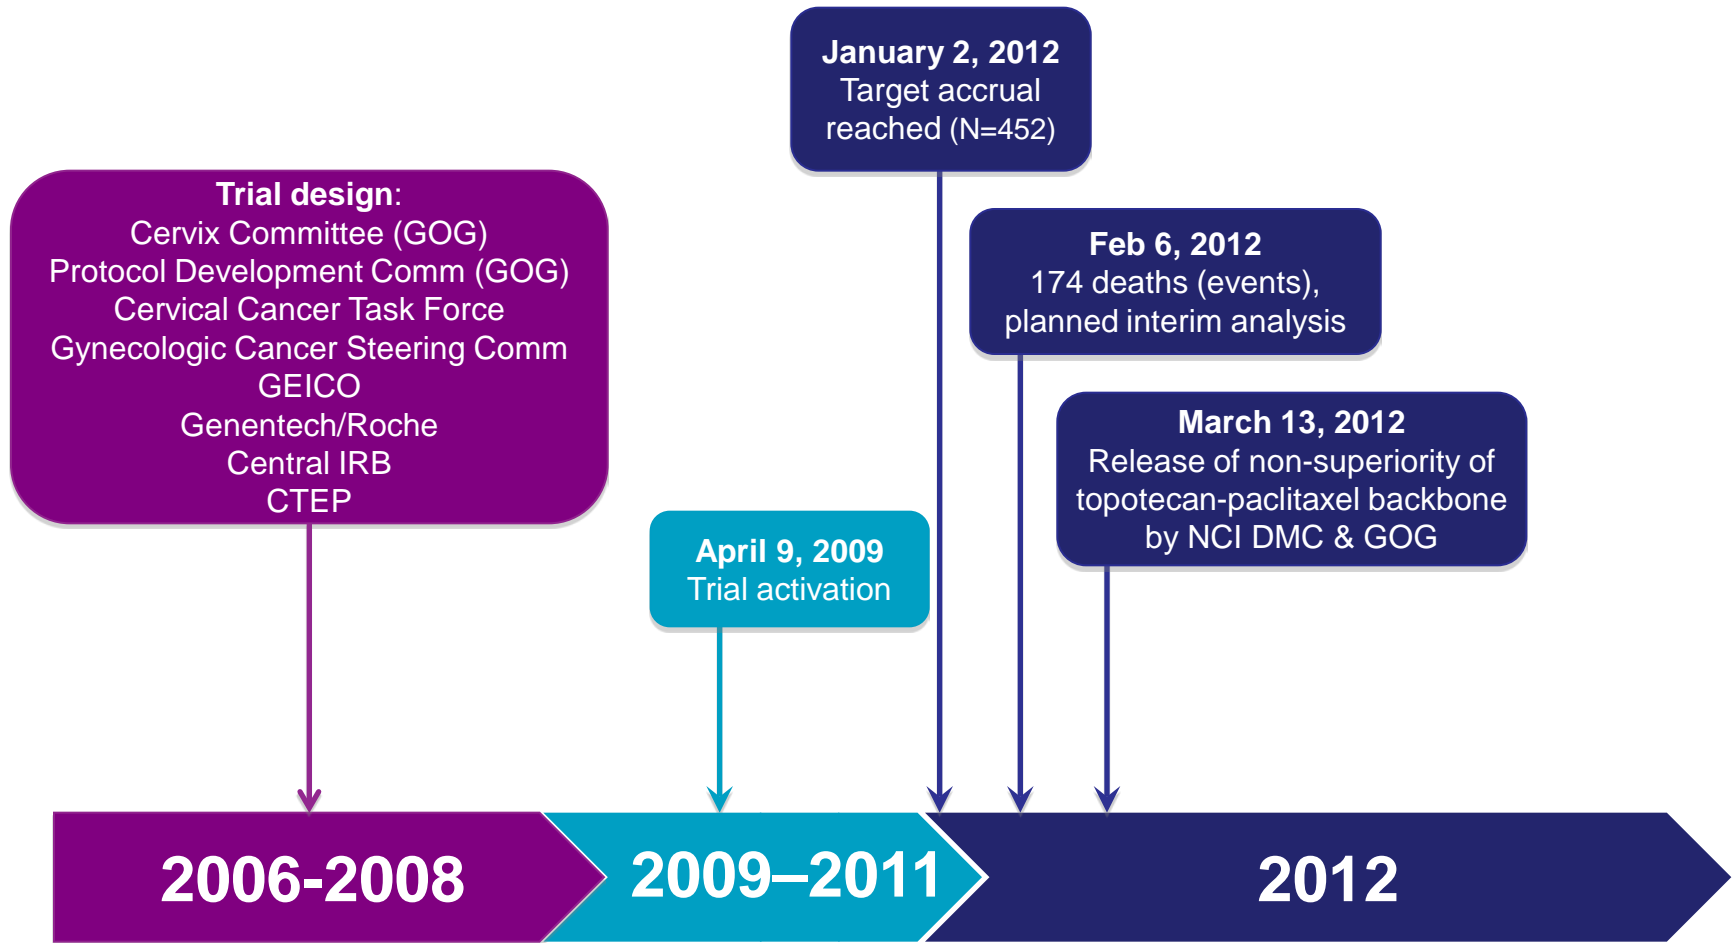 January 2, 2012
Target accrual
reached (N=452)
Trial design:
Cervix Committee (GOG)
Protocol Development Comm (GOG)
Cervical Cancer Task Force
Gynecologic Cancer Steering Comm
GEICO
Genentech/Roche
Central IRB
CTEP
Feb 6, 2012
174 deaths (events),
planned interim analysis
March 13, 2012
Release of non-superiority of
topotecan-paclitaxel backbone
by NCI DMC & GOG
April 9, 2009
Trial activation
2006-2008
2009–2011
2012